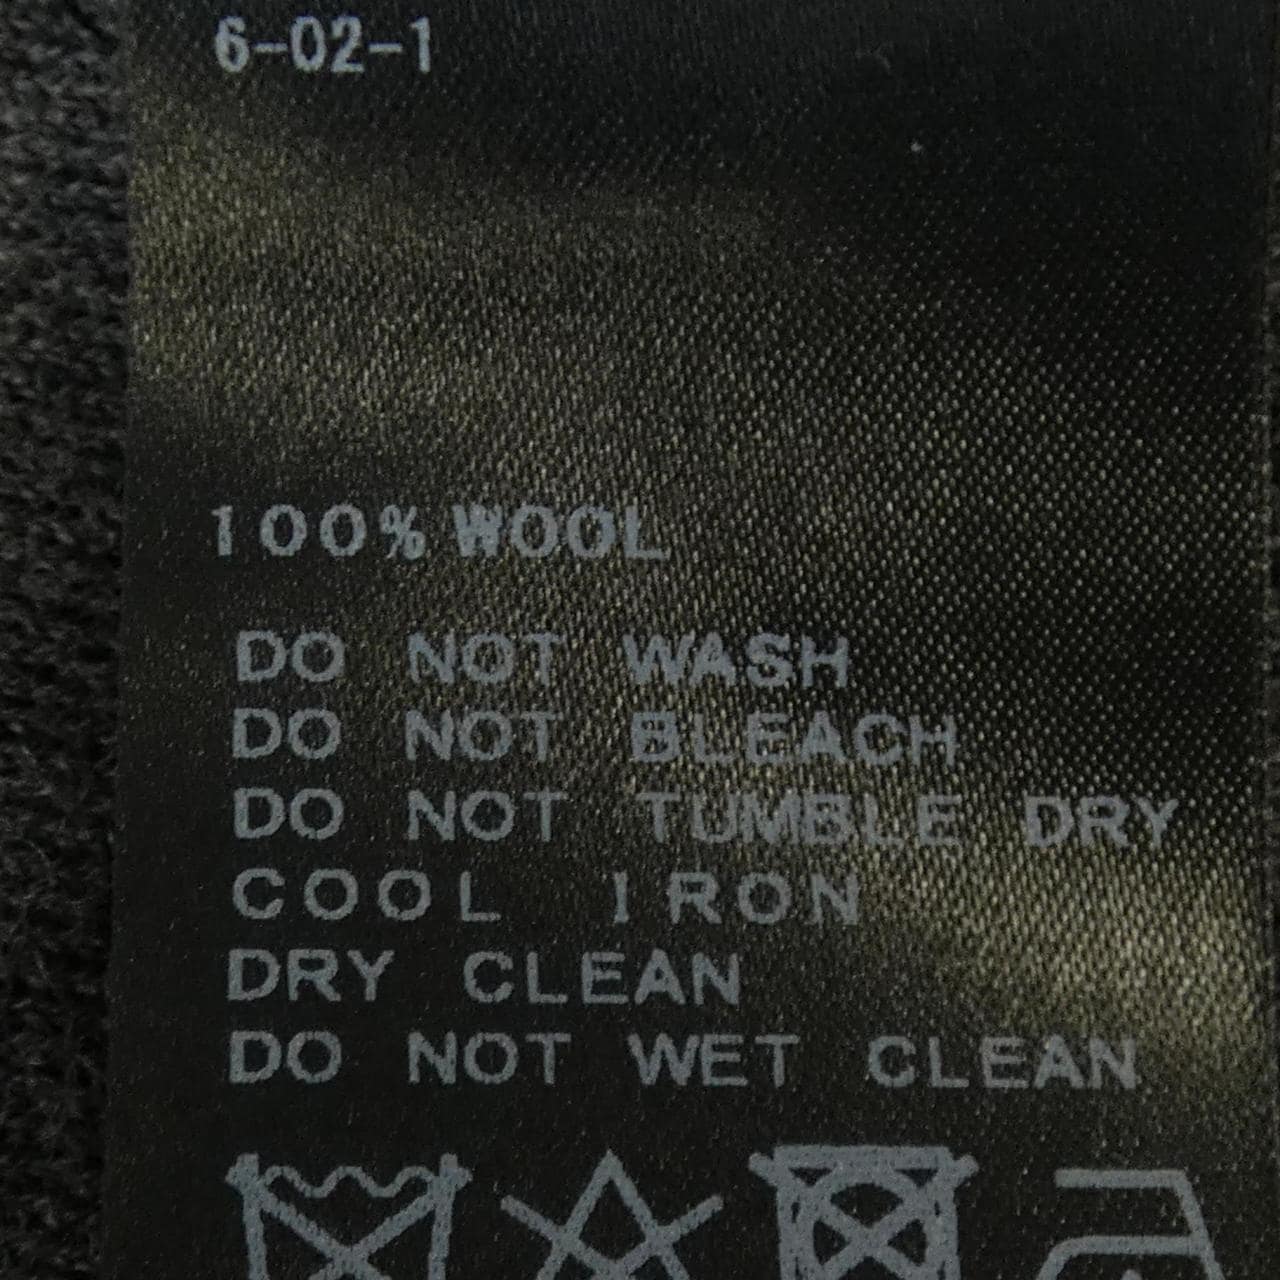 6-02-1
100% WOOL
DO NOT WASH
DO NOT BLEACH
DO NOT TUMBLE DRY
COOL IRON
DRY CLEAN
DO NOT WET CLEAN